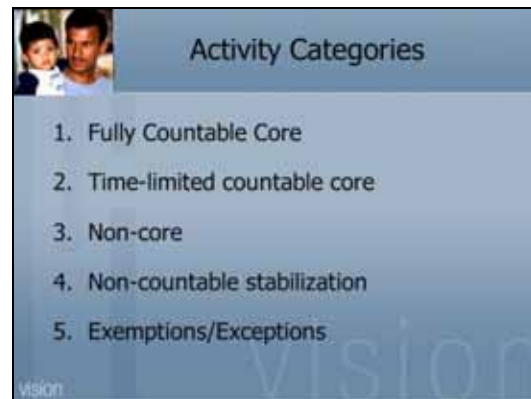 Activity Categories
1. Fully Countable Core
2. Time-limited countable core
3. Non-core
4. Non-countable stabilization
5. Exemptions/Exceptions
vision
vision